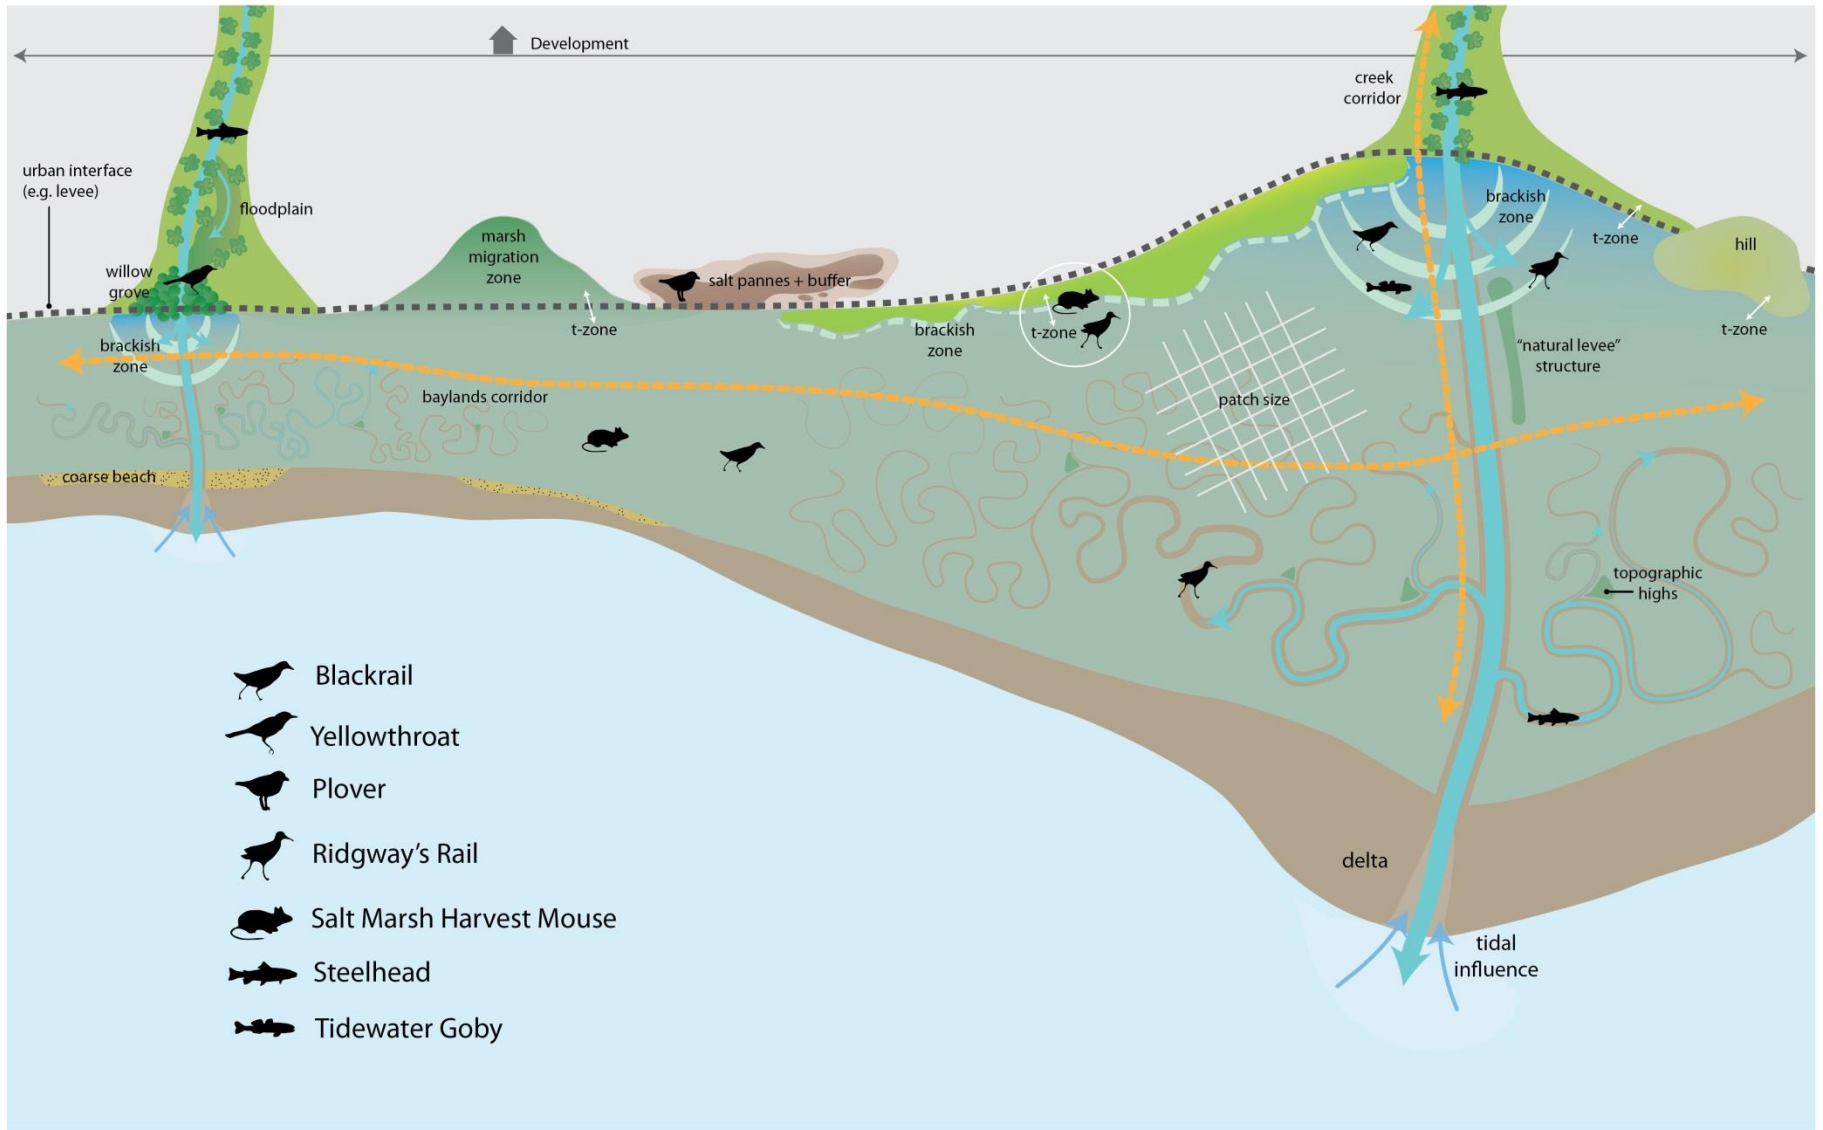 Development
creek
corridor
urban interface
(e.g. levee)
floodplain
brackish
zone
marsh
migration
zone
t-zone
hill
willow
grove
salt pannes + buffer
t-zone
t-zone
brackish
zone
t-zone
brackish
zone
"natural levee"
structure
baylands corridor
patch size
coarse beach
topographic
highs
Blackrail
Yellowthroat
Plover
Ridgway's Rail
delta
Salt Marsh Harvest Mouse
tidal
influence
Steelhead
Tidewater Goby